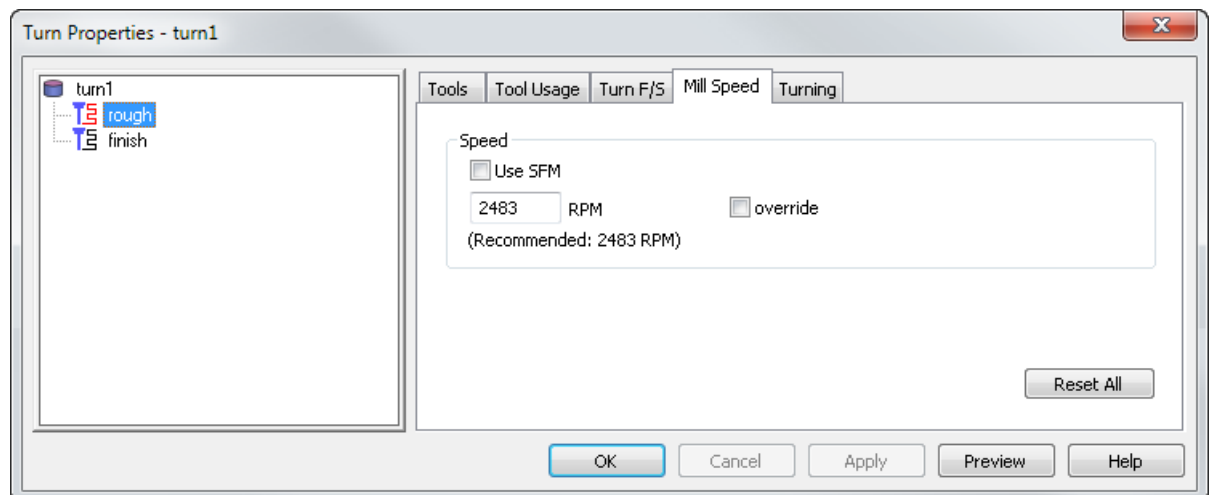 Turn Properties - turn1
turn1
rough
finish
Tools Tool Usage Turn F/S Mill Speed Turning
Speed
Use SFM
2483 RPM override
(Recommended: 2483 RPM)
Reset All
OK Cancel Apply Preview Help